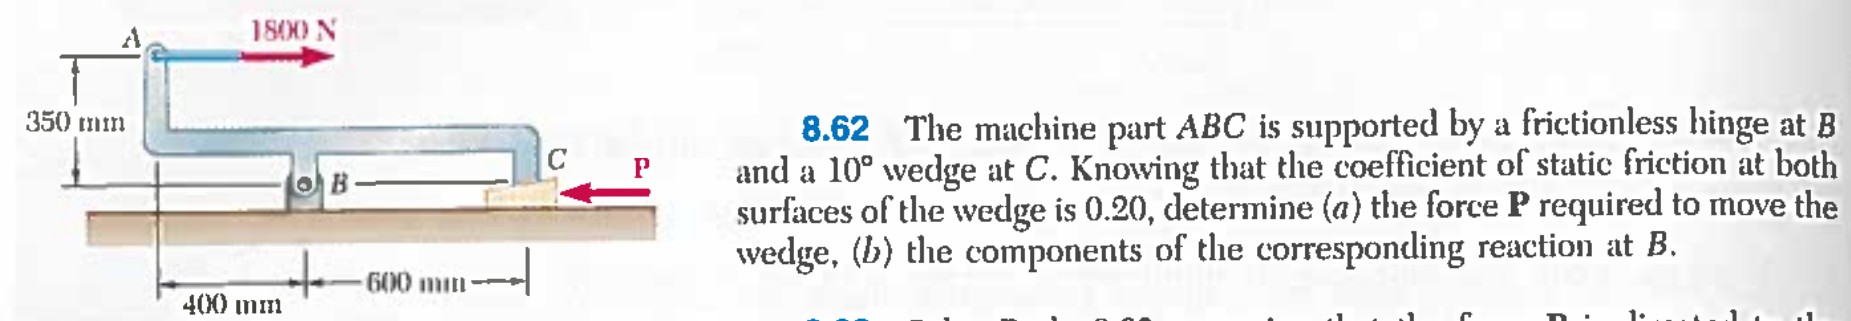 A
1800 N
350 mm
B
C
P
400 mm
600 mm
8.62 The machine part ABC is supported by a frictionless hinge at B
and a 10° wedge at C. Knowing that the coefficient of static friction at both
surfaces of the wedge is 0.20, determine (a) the force P required to move the
wedge, (b) the components of the corresponding reaction at B.